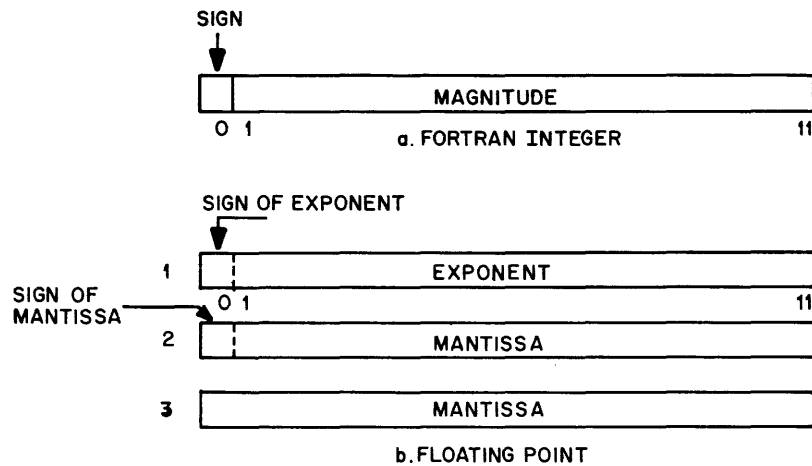 SIGN
MAGNITUDE
0 1 11
a. FORTRAN INTEGER
SIGN OF EXPONENT
1 EXPONENT
0 1 11
SIGN OF
MANTISSA
2 MANTISSA
3 MANTISSA
b. FLOATING POINT